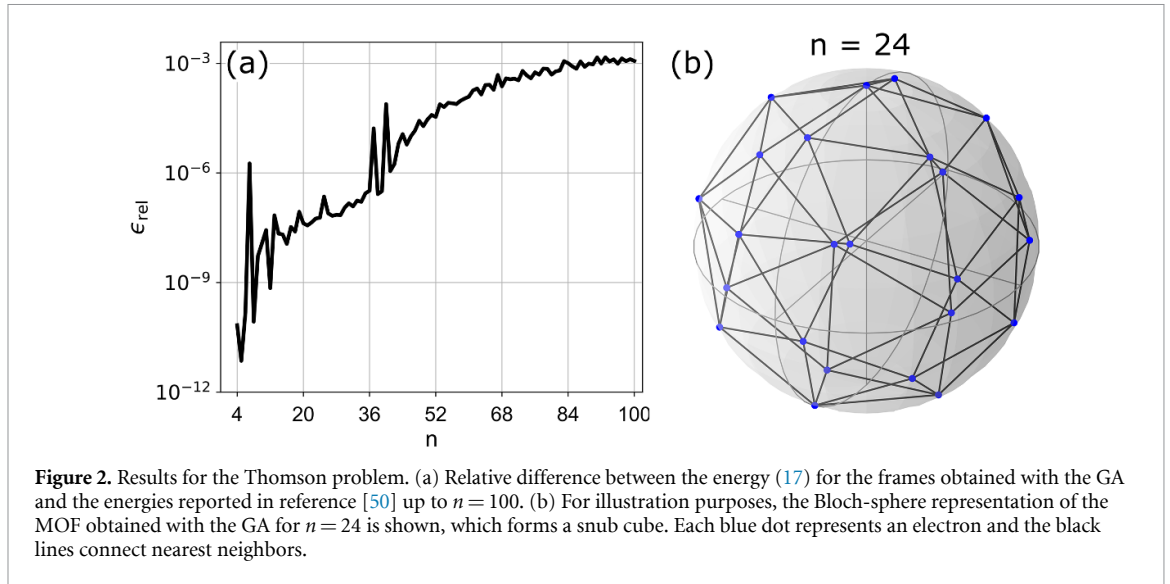 (a)
10⁻³
10⁻⁶
10⁻⁹
10⁻¹²
ϵrel
4 20 36 52 68 84 100
n
(b)
n = 24
Figure 2. Results for the Thomson problem. (a) Relative difference between the energy (17) for the frames obtained with the GA
and the energies reported in reference [50] up to n = 100. (b) For illustration purposes, the Bloch-sphere representation of the
MOF obtained with the GA for n = 24 is shown, which forms a snub cube. Each blue dot represents an electron and the black
lines connect nearest neighbors.